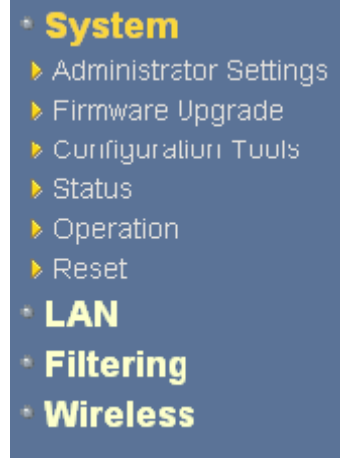 System
Administrator Settings
Firmware Upgrade
Configuration Tools
Status
Operation
Reset
LAN
Filtering
Wireless